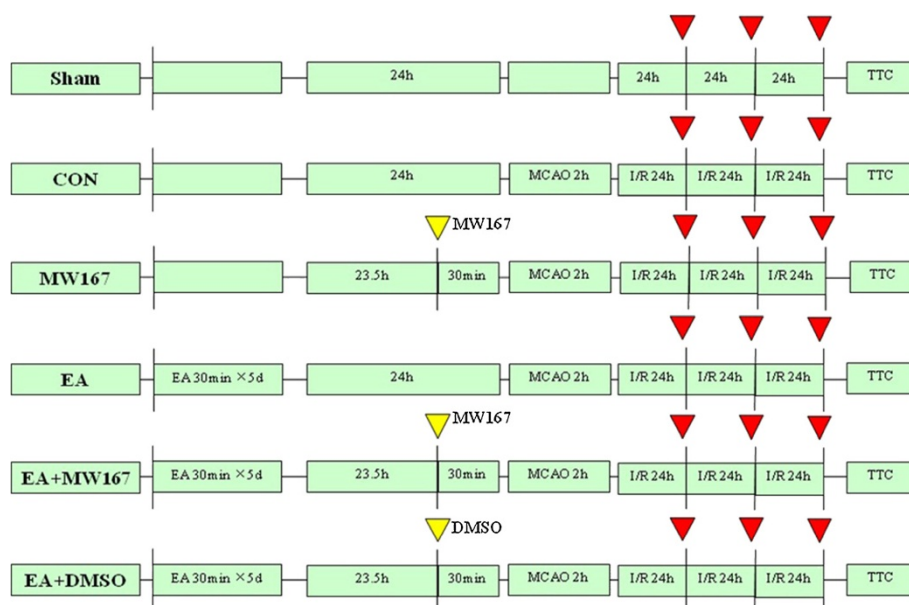 Sham 24h 24h 24h 24h TTC
CON 24h MCAO 2h I/R 24h I/R 24h I/R 24h TTC
MW167
MW167 23.5h 30min MCAO 2h I/R 24h I/R 24h I/R 24h TTC
EA EA 30min ×5d 24h MCAO 2h I/R 24h I/R 24h I/R 24h TTC
MW167
EA+MW167 EA 30min ×5d 23.5h 30min MCAO 2h I/R 24h I/R 24h I/R 24h TTC
DMSO
EA+DMSO EA 30min ×5d 23.5h 30min MCAO 2h I/R 24h I/R 24h I/R 24h TTC